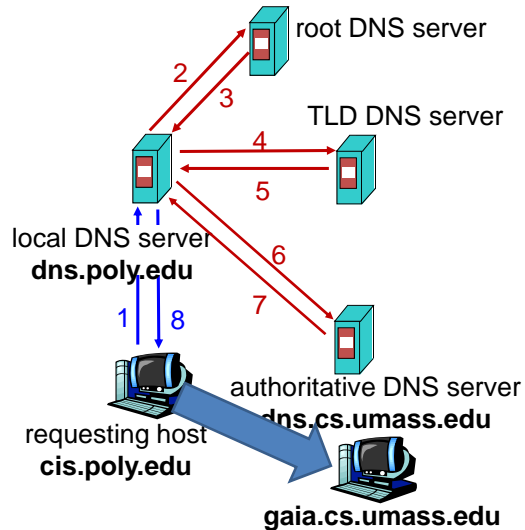 root DNS server
2
3
TLD DNS server
4
5
local DNS server
dns.poly.edu
6
7
1
8
authoritative DNS server
dns.cs.umass.edu
requesting host
cis.poly.edu
gaia.cs.umass.edu